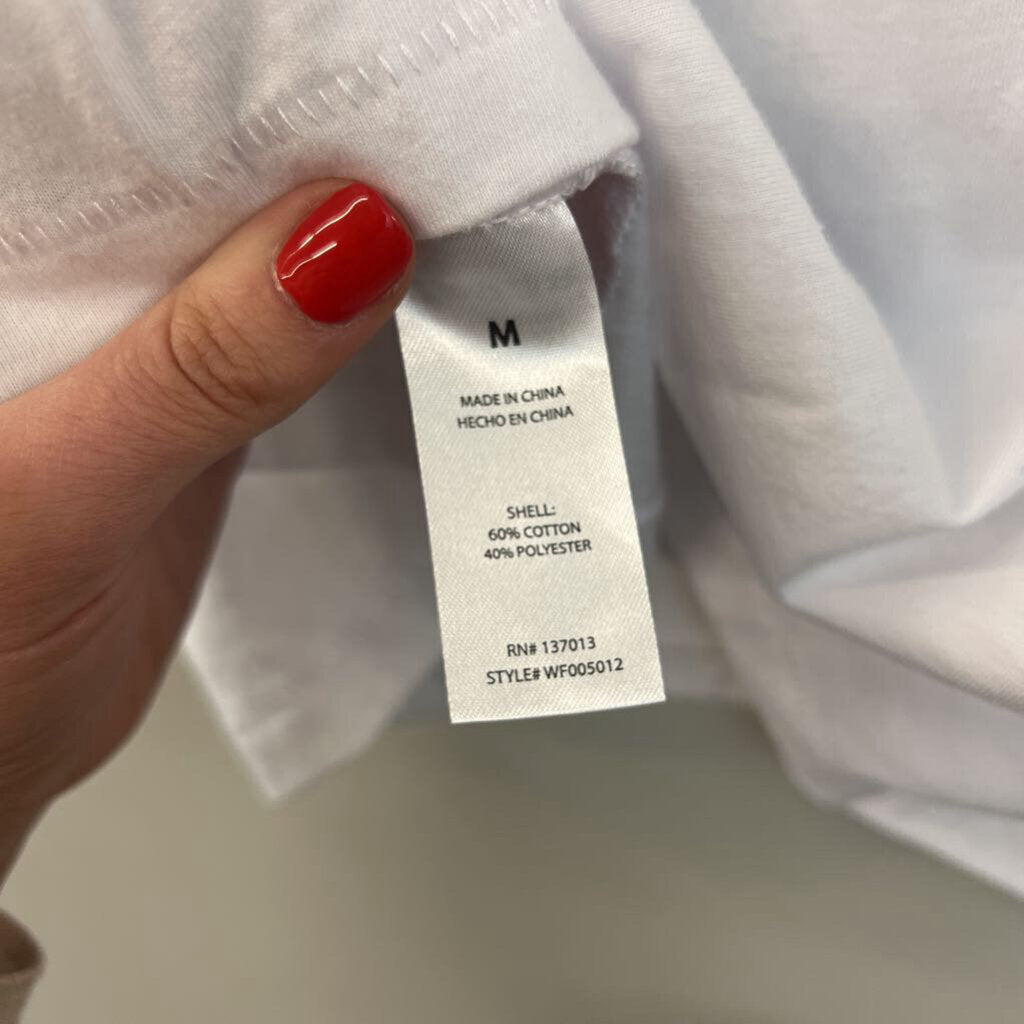 M
MADE IN CHINA
HECHO EN CHINA
SHELL:
60% COTTON
40% POLYESTER
RN# 137013
STYLE# WF005012